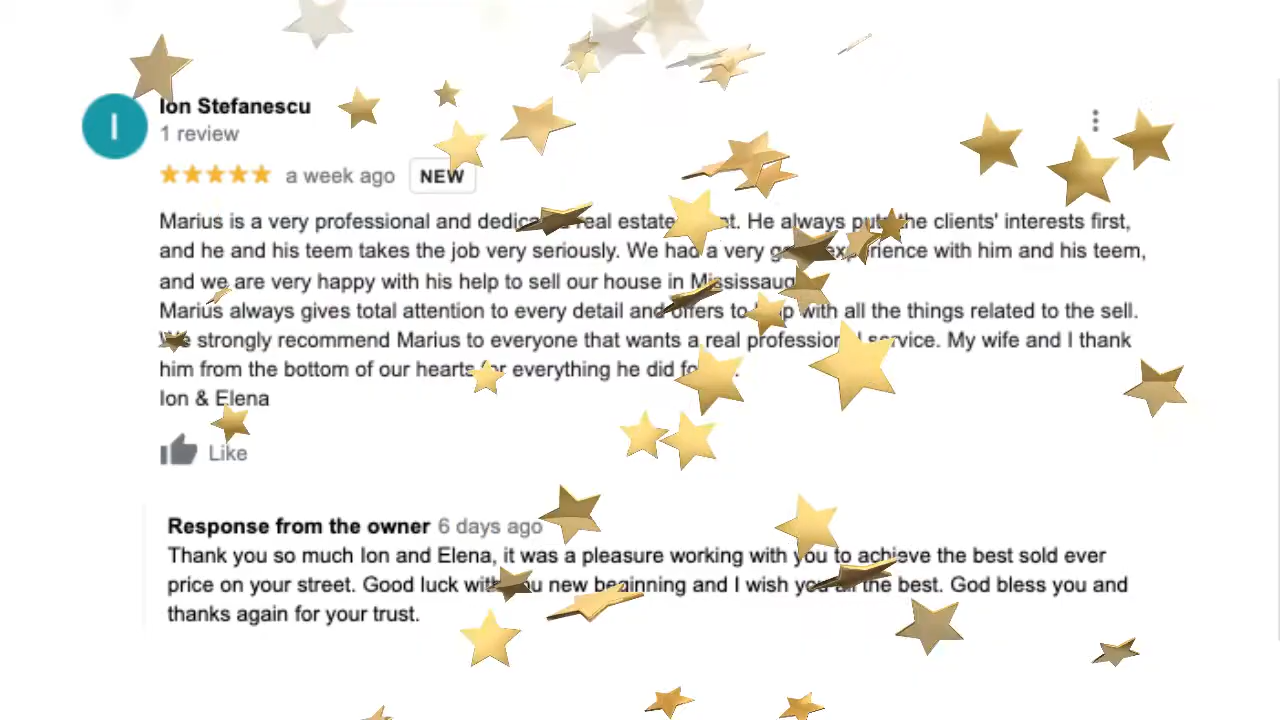 I
Ion Stefanescu
1 review
a week ago NEW
Marius is a very professional and real estate He always puts the clients' interests first,
and he and his teem takes the job very seriously. We had a very experience with him and his teem,
and we are very happy with his help to sell our house in
Marius always gives total attention to every detail and offers to with all the things related to the sell.
We strongly recommend Marius to everyone that wants a real professional service. My wife and I thank
him from the bottom of our hearts for everything he did
Ion & Elena
Like
Response from the owner 6 days ago
Thank you so much Ion and Elena, it was a pleasure working with you to achieve the best sold ever
price on your street. Good luck new beginning and I wish you all the best. God bless you and
thanks again for your trust.